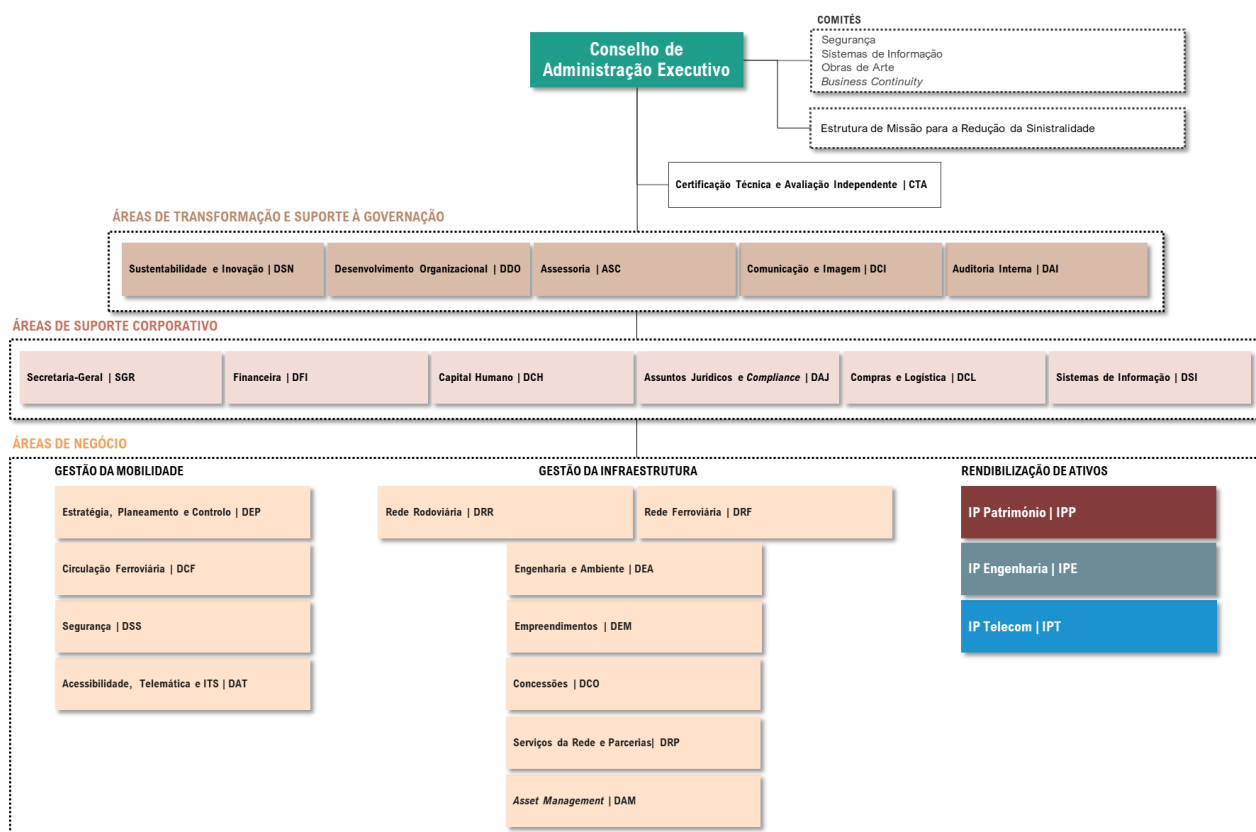 COMITÉS
Segurança
Sistemas de Informação
Obras de Arte
Business Continuity
Conselho de
Administração Executivo
Estrutura de Missão para a Redução da Sinistralidade
Certificação Técnica e Avaliação Independente | CTA
ÁREAS DE TRANSFORMAÇÃO E SUPORTE À GOVERNAÇÃO
Sustentabilidade e Inovação | DSN
Desenvolvimento Organizacional | DDO
Assessoria | ASC
Comunicação e Imagem | DCI
Auditoria Interna | DAI
ÁREAS DE SUPORTE CORPORATIVO
Secretaria-Geral | SGR
Financeira | DFI
Capital Humano | DCH
Assuntos Jurídicos e Compliance | DAJ
Compras e Logística | DCL
Sistemas de Informação | DSI
ÁREAS DE NEGÓCIO
GESTÃO DA MOBILIDADE
Estratégia, Planeamento e Controlo | DEP
Circulação Ferroviária | DCF
Segurança | DSS
Acessibilidade, Telemática e ITS | DAT
GESTÃO DA INFRAESTRUTURA
Rede Rodoviária | DRR
Rede Ferroviária | DRF
Engenharia e Ambiente | DEA
Empreendimentos | DEM
Concessões | DCO
Serviços da Rede e Parcerias| DRP
Asset Management | DAM
RENDIBILIZAÇÃO DE ATIVOS
IP Património | IPP
IP Engenharia | IPE
IP Telecom | IPT